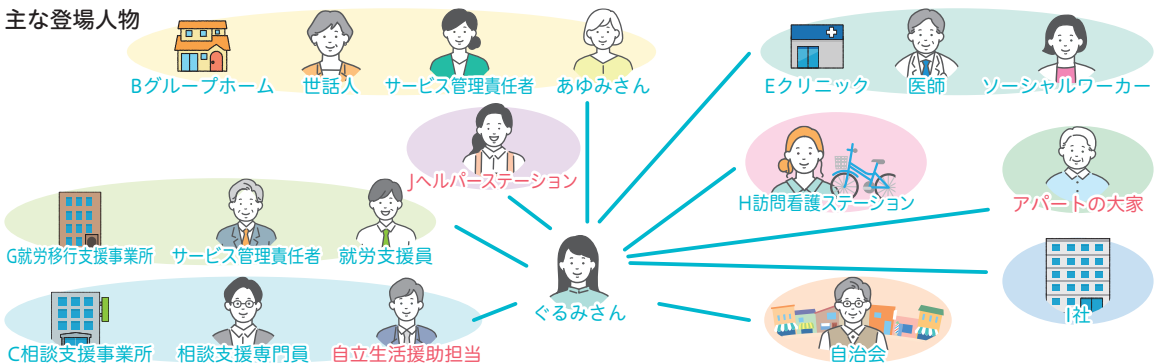 主な登場人物
Bグループホーム 世話人 サービス管理責任者 あゆみさん
Eクリニック 医師 ソーシャルワーカー
Jヘルパーステーション
H訪問看護ステーション
アパートの大家
G就労移行支援事業所 サービス管理責任者 就労支援員
ぐるみさん
I社
C相談支援事業所 相談支援専門員 自立生活援助担当
自治会